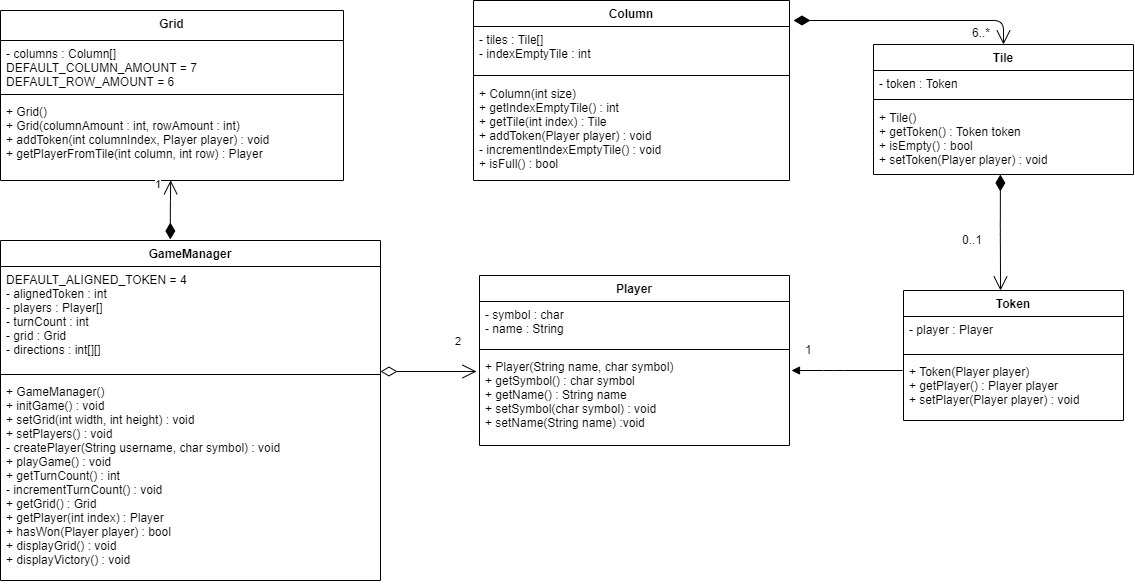 Grid
- columns : Column[]
DEFAULT_COLUMN_AMOUNT = 7
DEFAULT_ROW_AMOUNT = 6
+ Grid()
+ Grid(columnAmount : int, rowAmount : int)
+ addToken(int columnIndex, Player player) : void
+ getPlayerFromTile(int column, int row) : Player
1
Column
- tiles : Tile[]
- indexEmptyTile : int
+ Column(int size)
+ getIndexEmptyTile() : int
+ getTile(int index) : Tile
+ addToken(Player player) : void
- incrementIndexEmptyTile() : void
+ isFull() : bool
6..*
Tile
- token : Token
+ Tile()
+ getToken() : Token token
+ isEmpty() : bool
+ setToken(Player player) : void
0..1
GameManager
DEFAULT_ALIGNED_TOKEN = 4
- alignedToken : int
- players : Player[]
- turnCount : int
- grid : Grid
- directions : int[][]
+ GameManager()
+ initGame() : void
+ setGrid(int width, int height) : void
+ setPlayers() : void
- createPlayer(String username, char symbol) : void
+ playGame() : void
+ getTurnCount() : int
- incrementTurnCount() : void
+ getGrid() : Grid
+ getPlayer(int index) : Player
+ hasWon(Player player) : bool
+ displayGrid() : void
+ displayVictory() : void
2
Player
- symbol : char
- name : String
+ Player(String name, char symbol)
+ getSymbol() : char symbol
+ getName() : String name
+ setSymbol(char symbol) : void
+ setName(String name) :void
1
Token
- player : Player
+ Token(Player player)
+ getPlayer() : Player player
+ setPlayer(Player player) : void